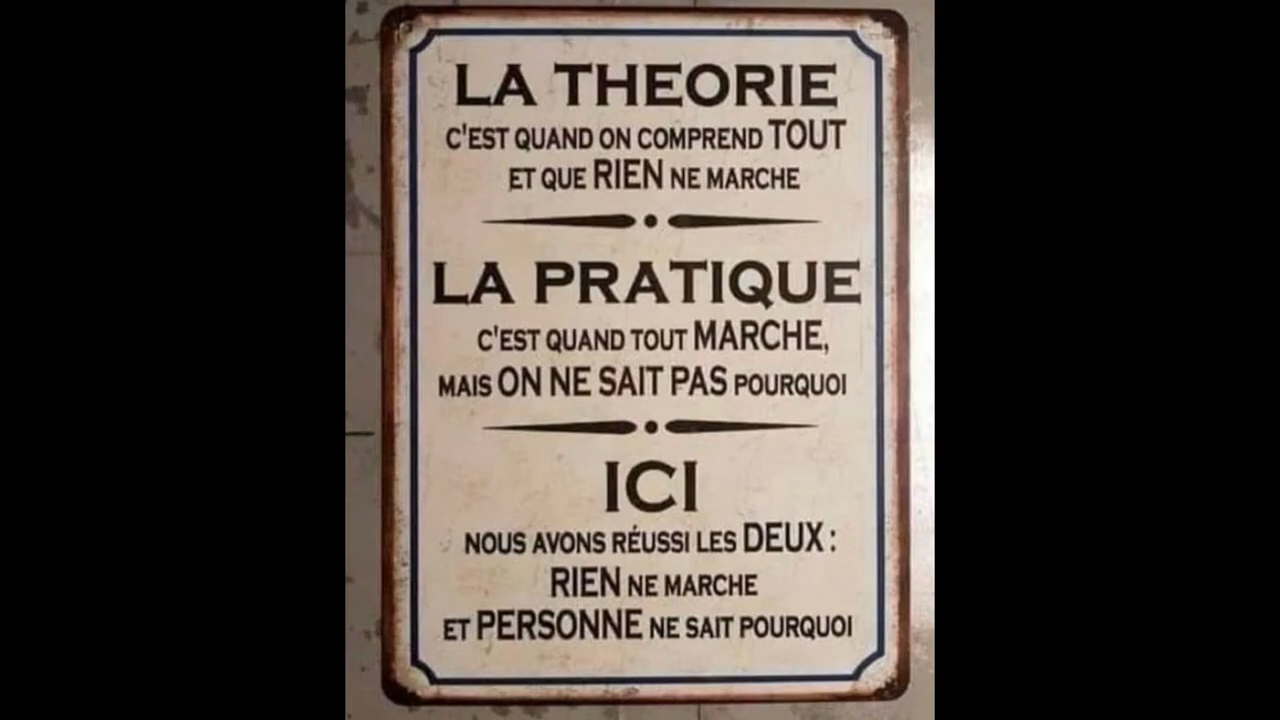 LA THEORIE
C'EST QUAND ON COMPREND TOUT
ET QUE RIEN NE MARCHE
LA PRATIQUE
C'EST QUAND TOUT MARCHE,
MAIS ON NE SAIT PAS POURQUOI
ICI
NOUS AVONS RÉUSSI LES DEUX :
RIEN NE MARCHE
ET PERSONNE NE SAIT POURQUOI